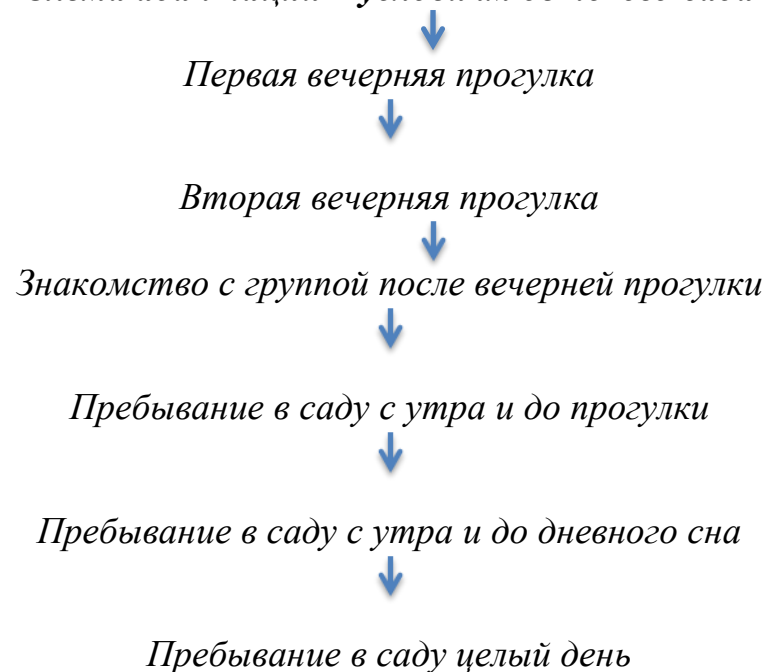 Первая вечерняя прогулка
Вторая вечерняя прогулка
Знакомство с группой после вечерней прогулки
Пребывание в саду с утра и до прогулки
Пребывание в саду с утра и до дневного сна
Пребывание в саду целый день